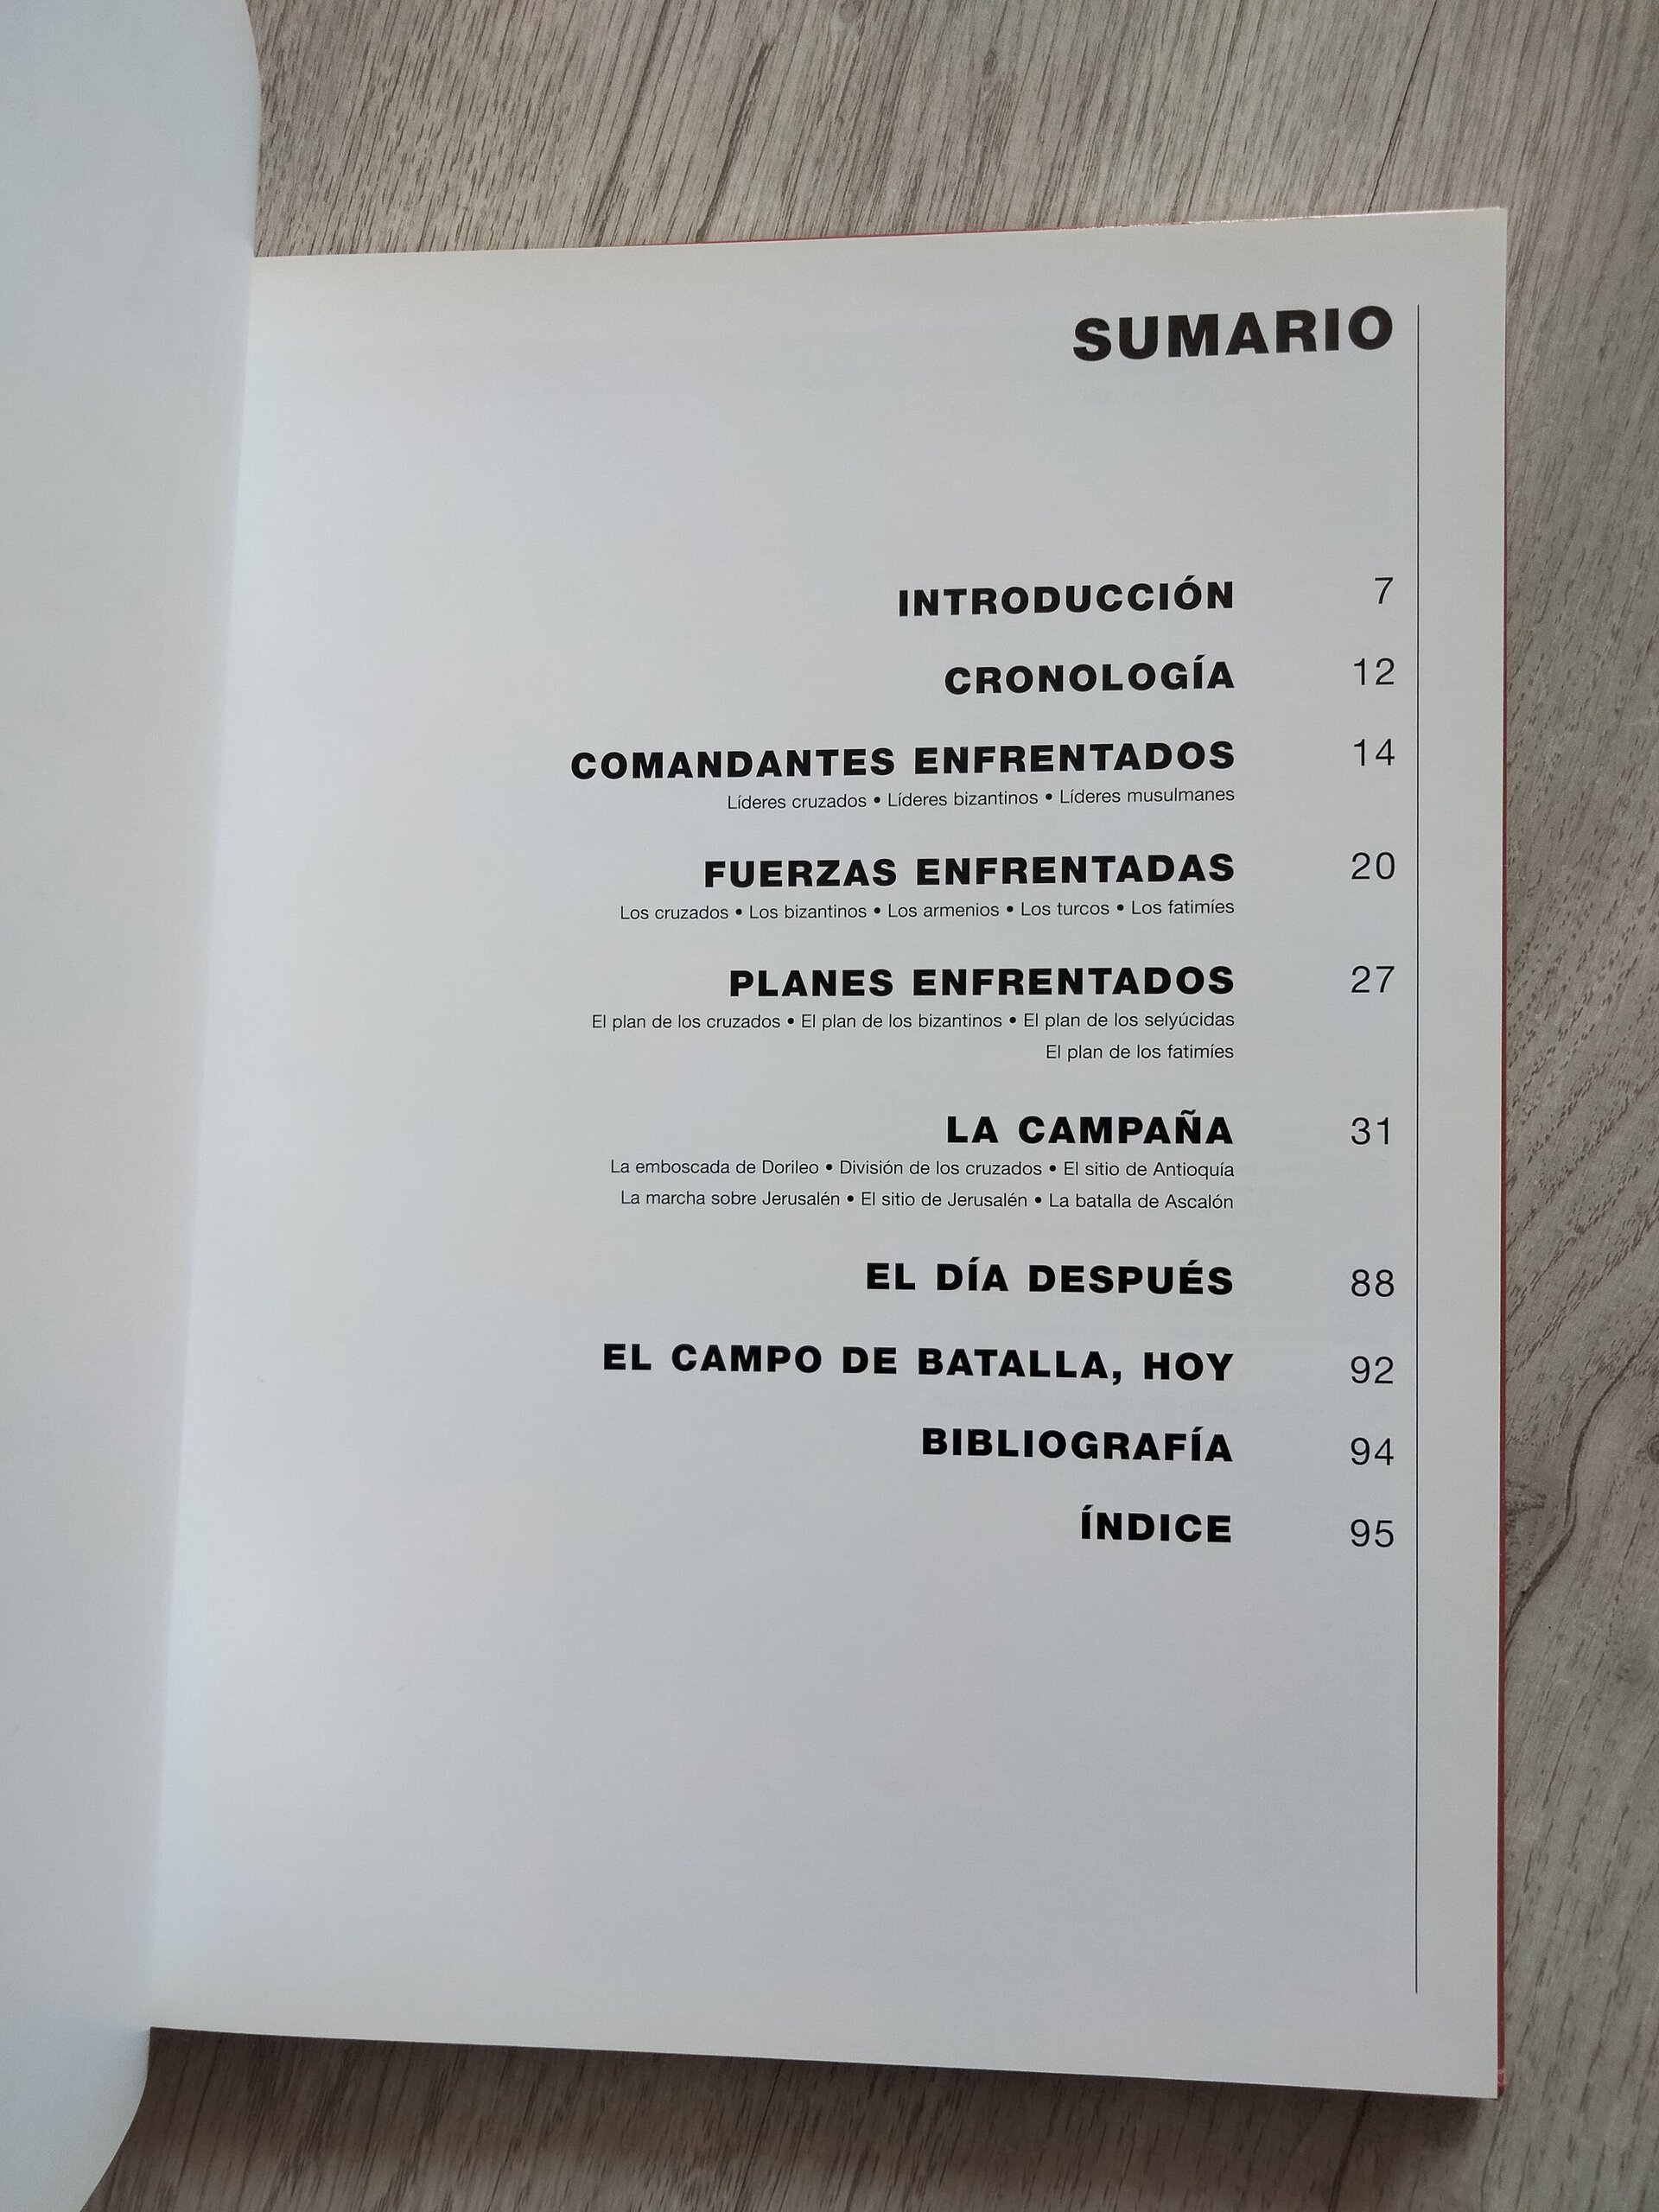 SUMARIO
INTRODUCCIÓN 7
CRONOLOGÍA 12
COMANDANTES ENFRENTADOS 14
Líderes cruzados • Líderes bizantinos • Líderes musulmanes
FUERZAS ENFRENTADAS 20
Los cruzados • Los bizantinos • Los armenios • Los turcos • Los fatimíes
PLANES ENFRENTADOS 27
El plan de los cruzados • El plan de los bizantinos • El plan de los selyúcidas
El plan de los fatimíes
LA CAMPAÑA 31
La emboscada de Dorileo • División de los cruzados • El sitio de Antioquía
La marcha sobre Jerusalén • El sitio de Jerusalén • La batalla de Ascalón
EL DÍA DESPUÉS 88
EL CAMPO DE BATALLA, HOY 92
BIBLIOGRAFÍA 94
ÍNDICE 95